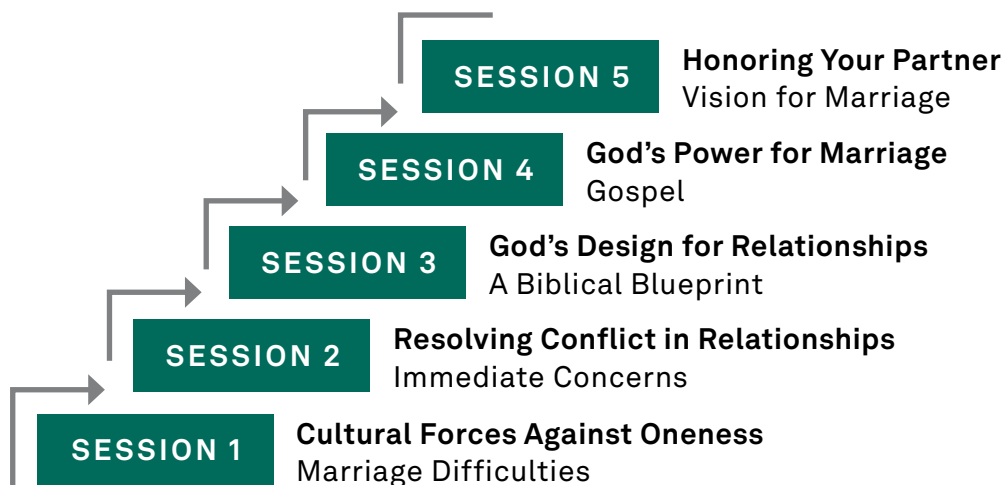 SESSION 5
Honoring Your Partner
Vision for Marriage
SESSION 4
God’s Power for Marriage
Gospel
SESSION 3
God’s Design for Relationships
A Biblical Blueprint
SESSION 2
Resolving Conflict in Relationships
Immediate Concerns
SESSION 1
Cultural Forces Against Oneness
Marriage Difficulties